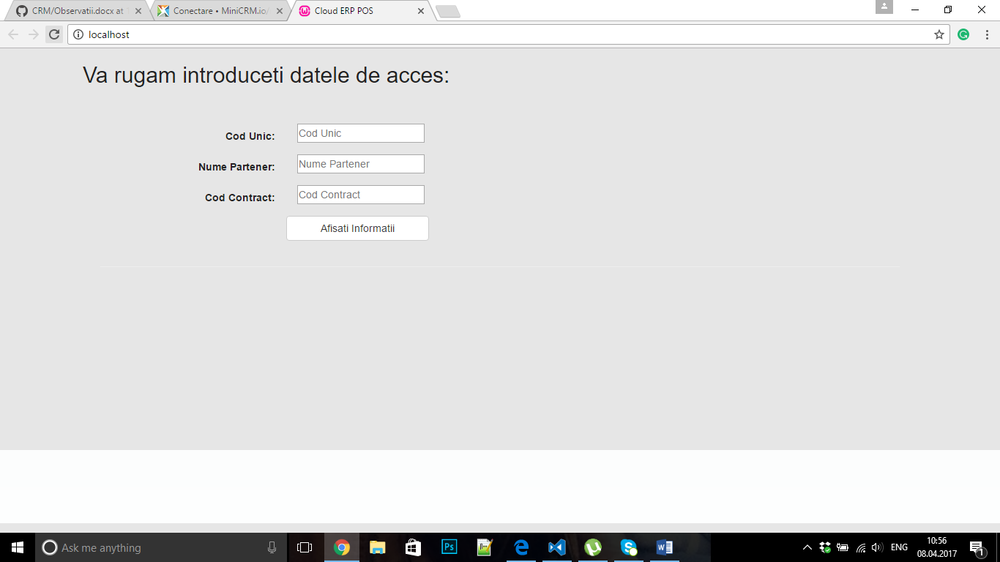 CRM/Observatii.docx at
Conectare • MiniCRM.io/
Cloud ERP POS
localhost
Va rugam introduceti datele de acces:
Cod Unic: Cod Unic
Nume Partener: Nume Partener
Cod Contract: Cod Contract
Afisati Informatii
Ask me anything
Ps
ENG
10:56
08.04.2017
1